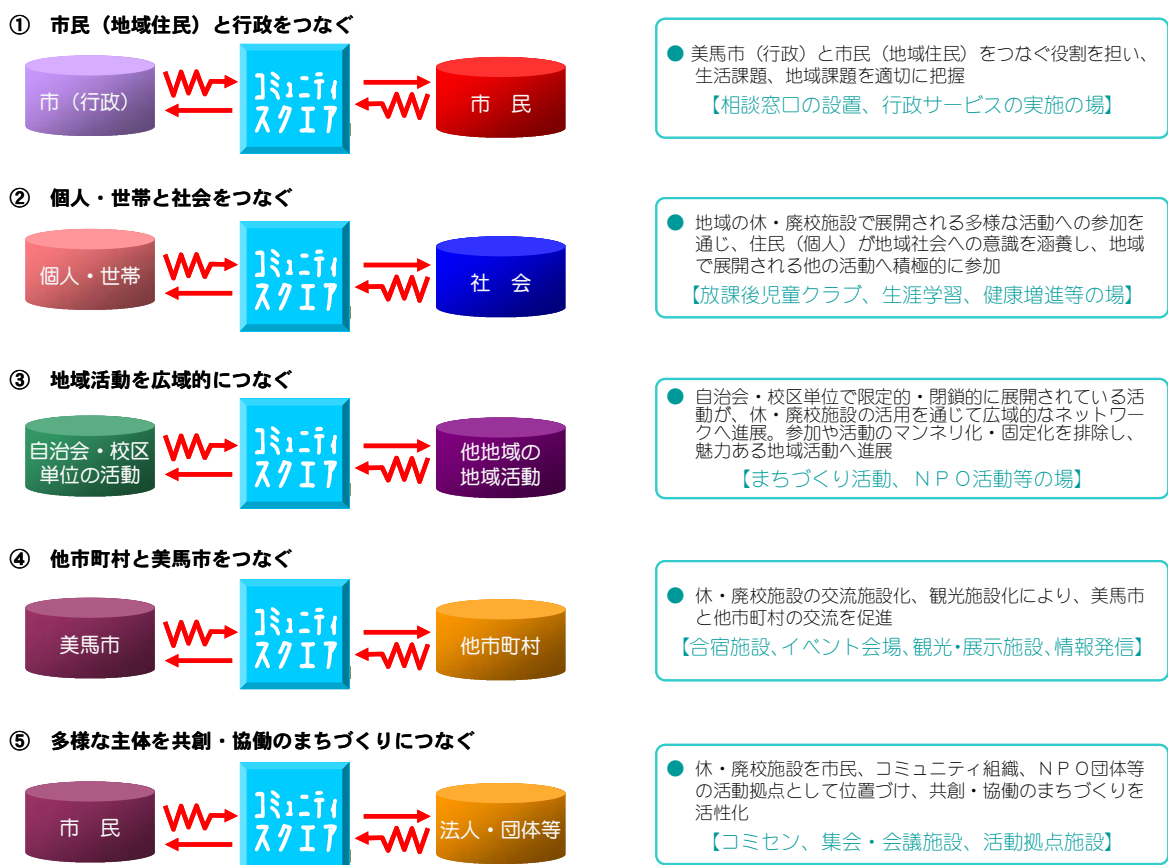 ① 市民（地域住民）と行政をつなぐ
市（行政）
コミュニティ
スクエア
市 民
● 美馬市（行政）と市民（地域住民）をつなぐ役割を担い、
生活課題、地域課題を適切に把握
【相談窓口の設置、行政サービスの実施の場】
② 個人・世帯と社会をつなぐ
個人・世帯
コミュニティ
スクエア
社 会
● 地域の休・廃校施設で展開される多様な活動への参加を
通じ、住民（個人）が地域社会への意識を涵養し、地域
で展開される他の活動へ積極的に参加
【放課後児童クラブ、生涯学習、健康増進等の場】
③ 地域活動を広域的につなぐ
自治会・校区
単位の活動
コミュニティ
スクエア
他地域の
地域活動
● 自治会・校区単位で限定的・閉鎖的に展開されている活
動が、休・廃校施設の活用を通じて広域的なネットワー
クへ進展。参加や活動のマンネリ化・固定化を排除し、
魅力ある地域活動へ進展
【まちづくり活動、ＮＰＯ活動等の場】
④ 他市町村と美馬市をつなぐ
美馬市
コミュニティ
スクエア
他市町村
● 休・廃校施設の交流施設化、観光施設化により、美馬市
と他市町村の交流を促進
【合宿施設、イベント会場、観光・展示施設、情報発信】
⑤ 多様な主体を共創・協働のまちづくりにつなぐ
市 民
コミュニティ
スクエア
法人・団体等
● 休・廃校施設を市民、コミュニティ組織、ＮＰＯ団体等
の活動拠点として位置づけ、共創・協働のまちづくりを
活性化
【コミセン、集会・会議施設、活動拠点施設】